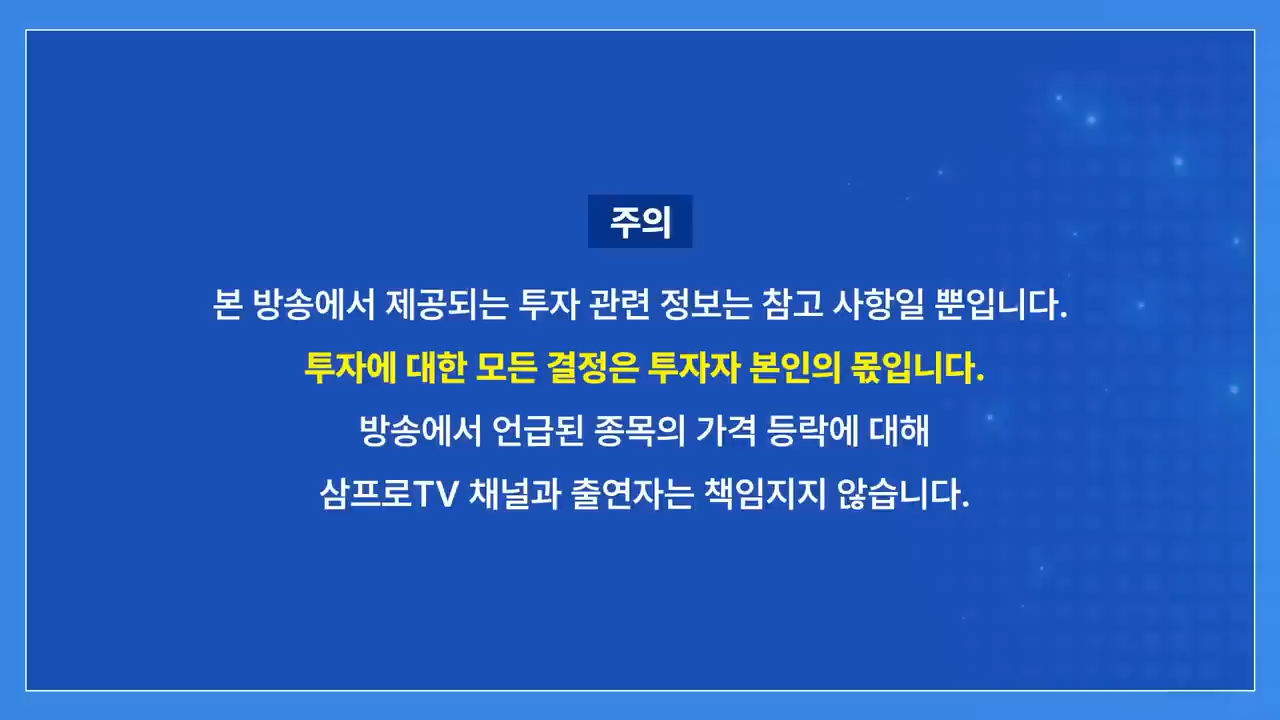 주의
본 방송에서 제공되는 투자 관련 정보는 참고 사항일 뿐입니다.
투자에 대한 모든 결정은 투자자 본인의 몫입니다.
방송에서 언급된 종목의 가격 등락에 대해
삼프로TV 채널과 출연자는 책임지지 않습니다.